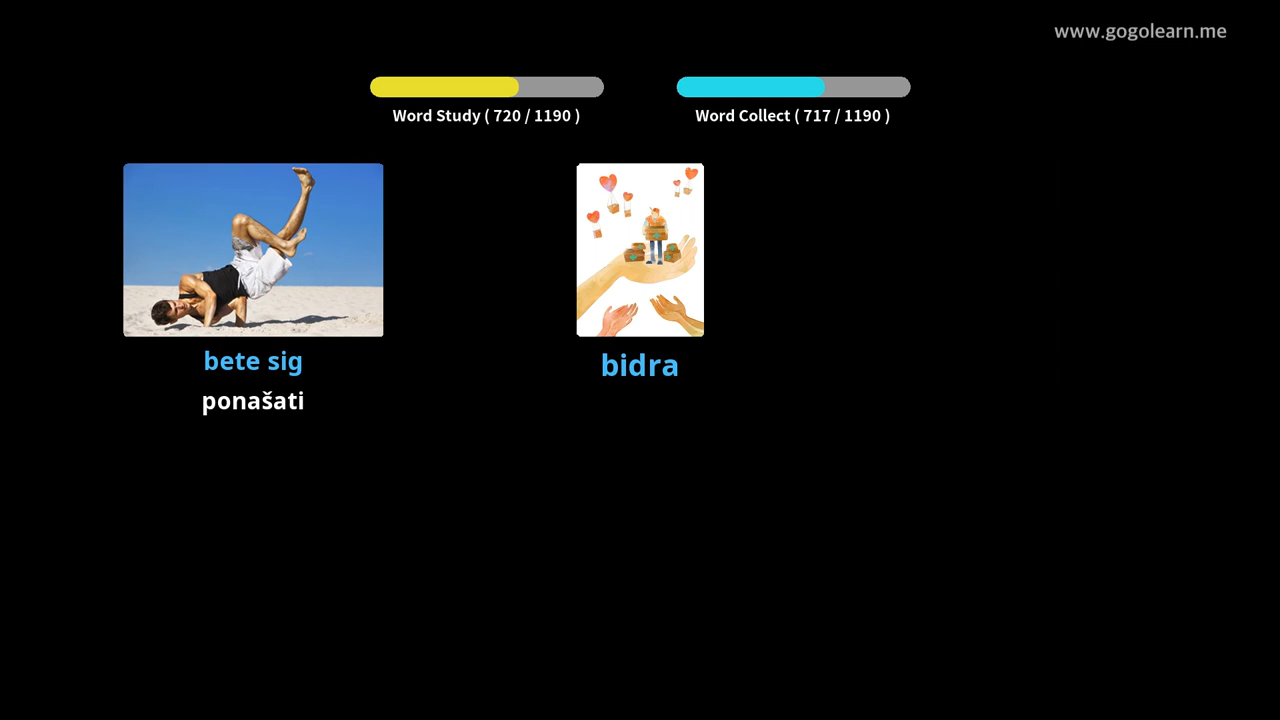 www.gogolearn.me
Word Study ( 720 / 1190 )
Word Collect ( 717 / 1190 )
bete sig
ponašati
bidra